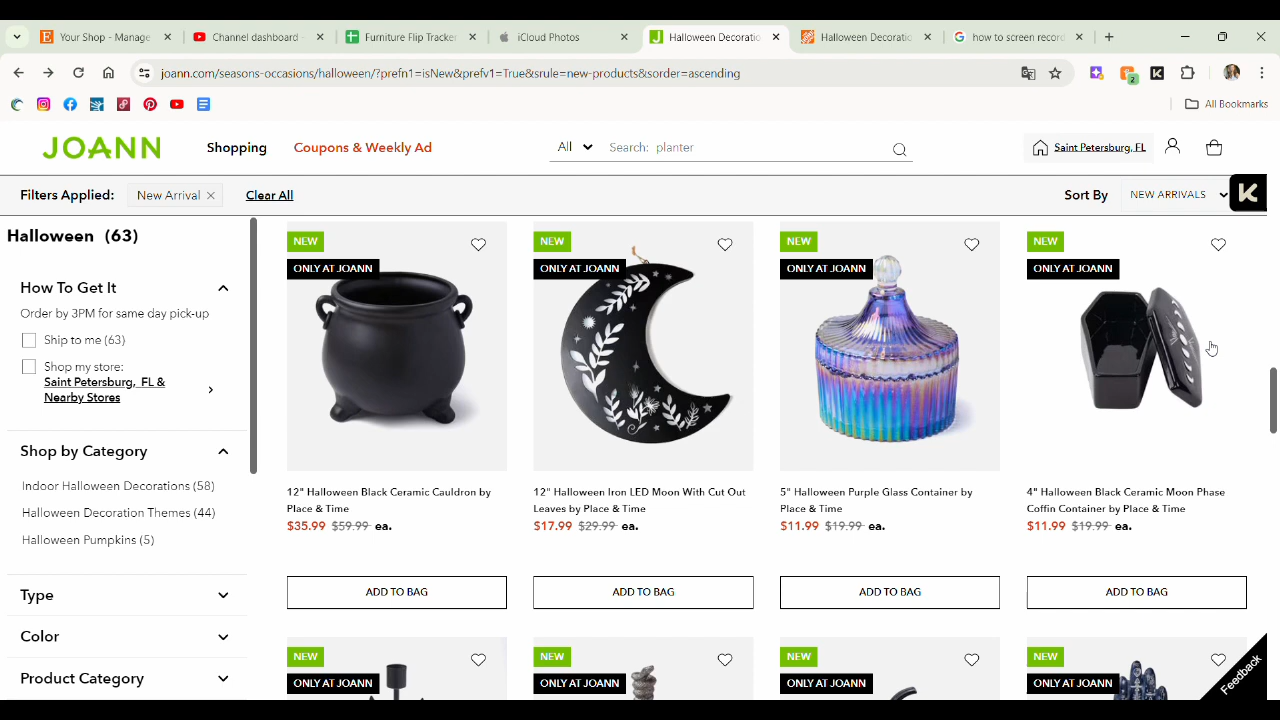 Your Shop - Manage
Channel dashboard -
Furniture Flip Tracker
iCloud Photos
Halloween Decoratio
Halloween Decoratio
how to screen record
joann.com/seasons-occasions/halloween/?prefn1=isNew&prefv1=True&srule=new-products&sorder=ascending
2
All Bookmarks
JOANN
Shopping
Coupons & Weekly Ad
All
Search: planter
Saint Petersburg, FL
Filters Applied:
New Arrival
Clear All
Sort By
NEW ARRIVALS
K
Halloween (63)
How To Get It
Order by 3PM for same day pick-up
Ship to me (63)
Shop my store:
Saint Petersburg, FL &
Nearby Stores
Shop by Category
Indoor Halloween Decorations (58)
Halloween Decoration Themes (44)
Halloween Pumpkins (5)
Type
Color
Product Category
NEW
ONLY AT JOANN
12" Halloween Black Ceramic Cauldron by
Place & Time
$35.99 $59.99 ea.
ADD TO BAG
NEW
ONLY AT JOANN
12" Halloween Iron LED Moon With Cut Out
Leaves by Place & Time
$17.99 $29.99 ea.
ADD TO BAG
NEW
ONLY AT JOANN
5" Halloween Purple Glass Container by
Place & Time
$11.99 $19.99 ea.
ADD TO BAG
NEW
ONLY AT JOANN
4" Halloween Black Ceramic Moon Phase
Coffin Container by Place & Time
$11.99 $19.99 ea.
ADD TO BAG
NEW
ONLY AT JOANN
NEW
ONLY AT JOANN
NEW
ONLY AT JOANN
NEW
ONLY AT JOANN
Feedback